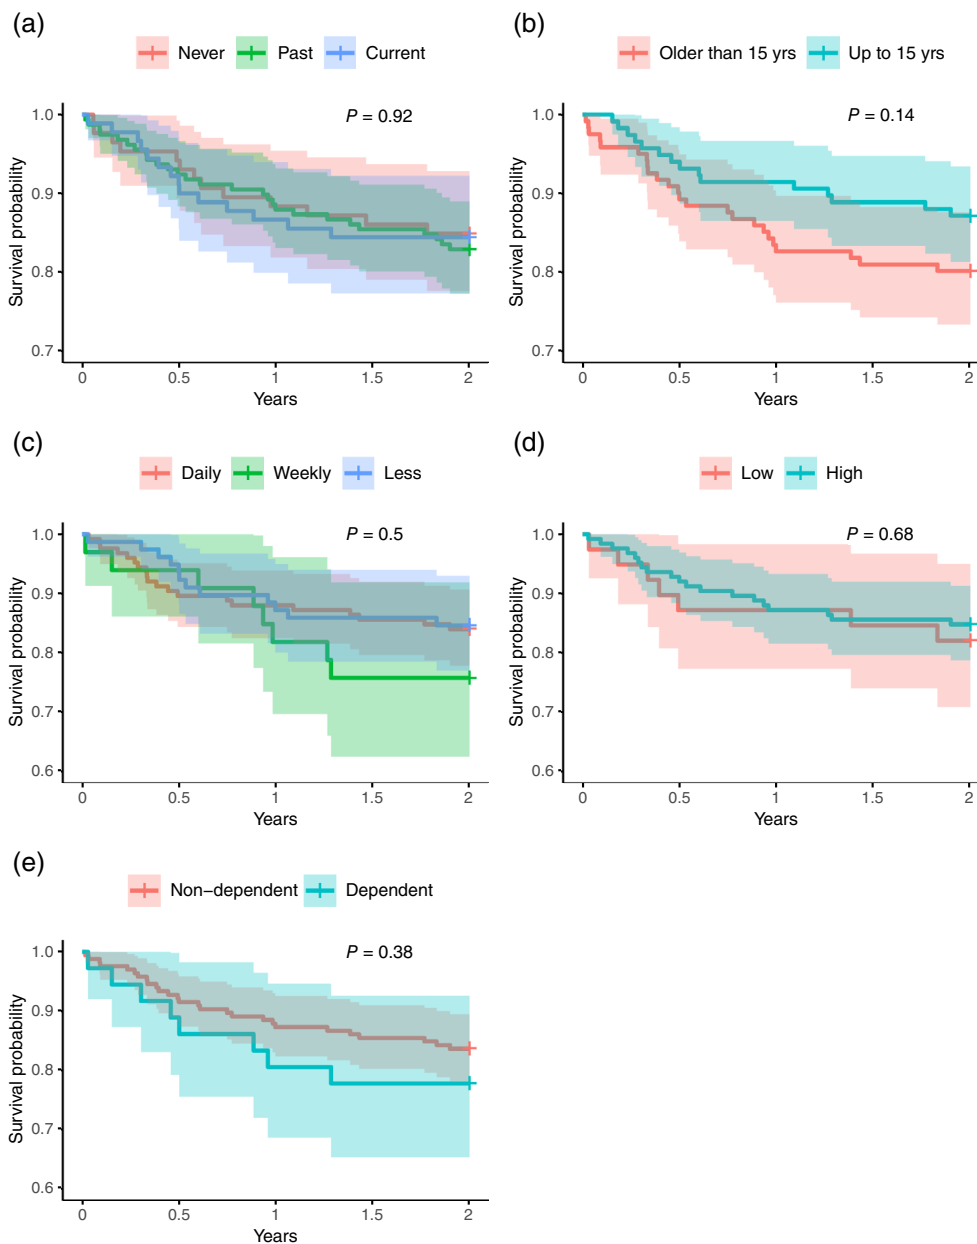 (a)
Never Past Current
P = 0.92
1.0
0.9
0.8
0.7
Survival probability
0 0.5 1 1.5 2
Years
(b)
Older than 15 yrs Up to 15 yrs
P = 0.14
1.0
0.9
0.8
0.7
Survival probability
0 0.5 1 1.5 2
Years
(c)
Daily Weekly Less
P = 0.5
1.0
0.9
0.8
0.7
0.6
Survival probability
0 0.5 1 1.5 2
Years
(d)
Low High
P = 0.68
1.0
0.9
0.8
0.7
0.6
Survival probability
0 0.5 1 1.5 2
Years
(e)
Non−dependent Dependent
P = 0.38
1.0
0.9
0.8
0.7
0.6
Survival probability
0 0.5 1 1.5 2
Years